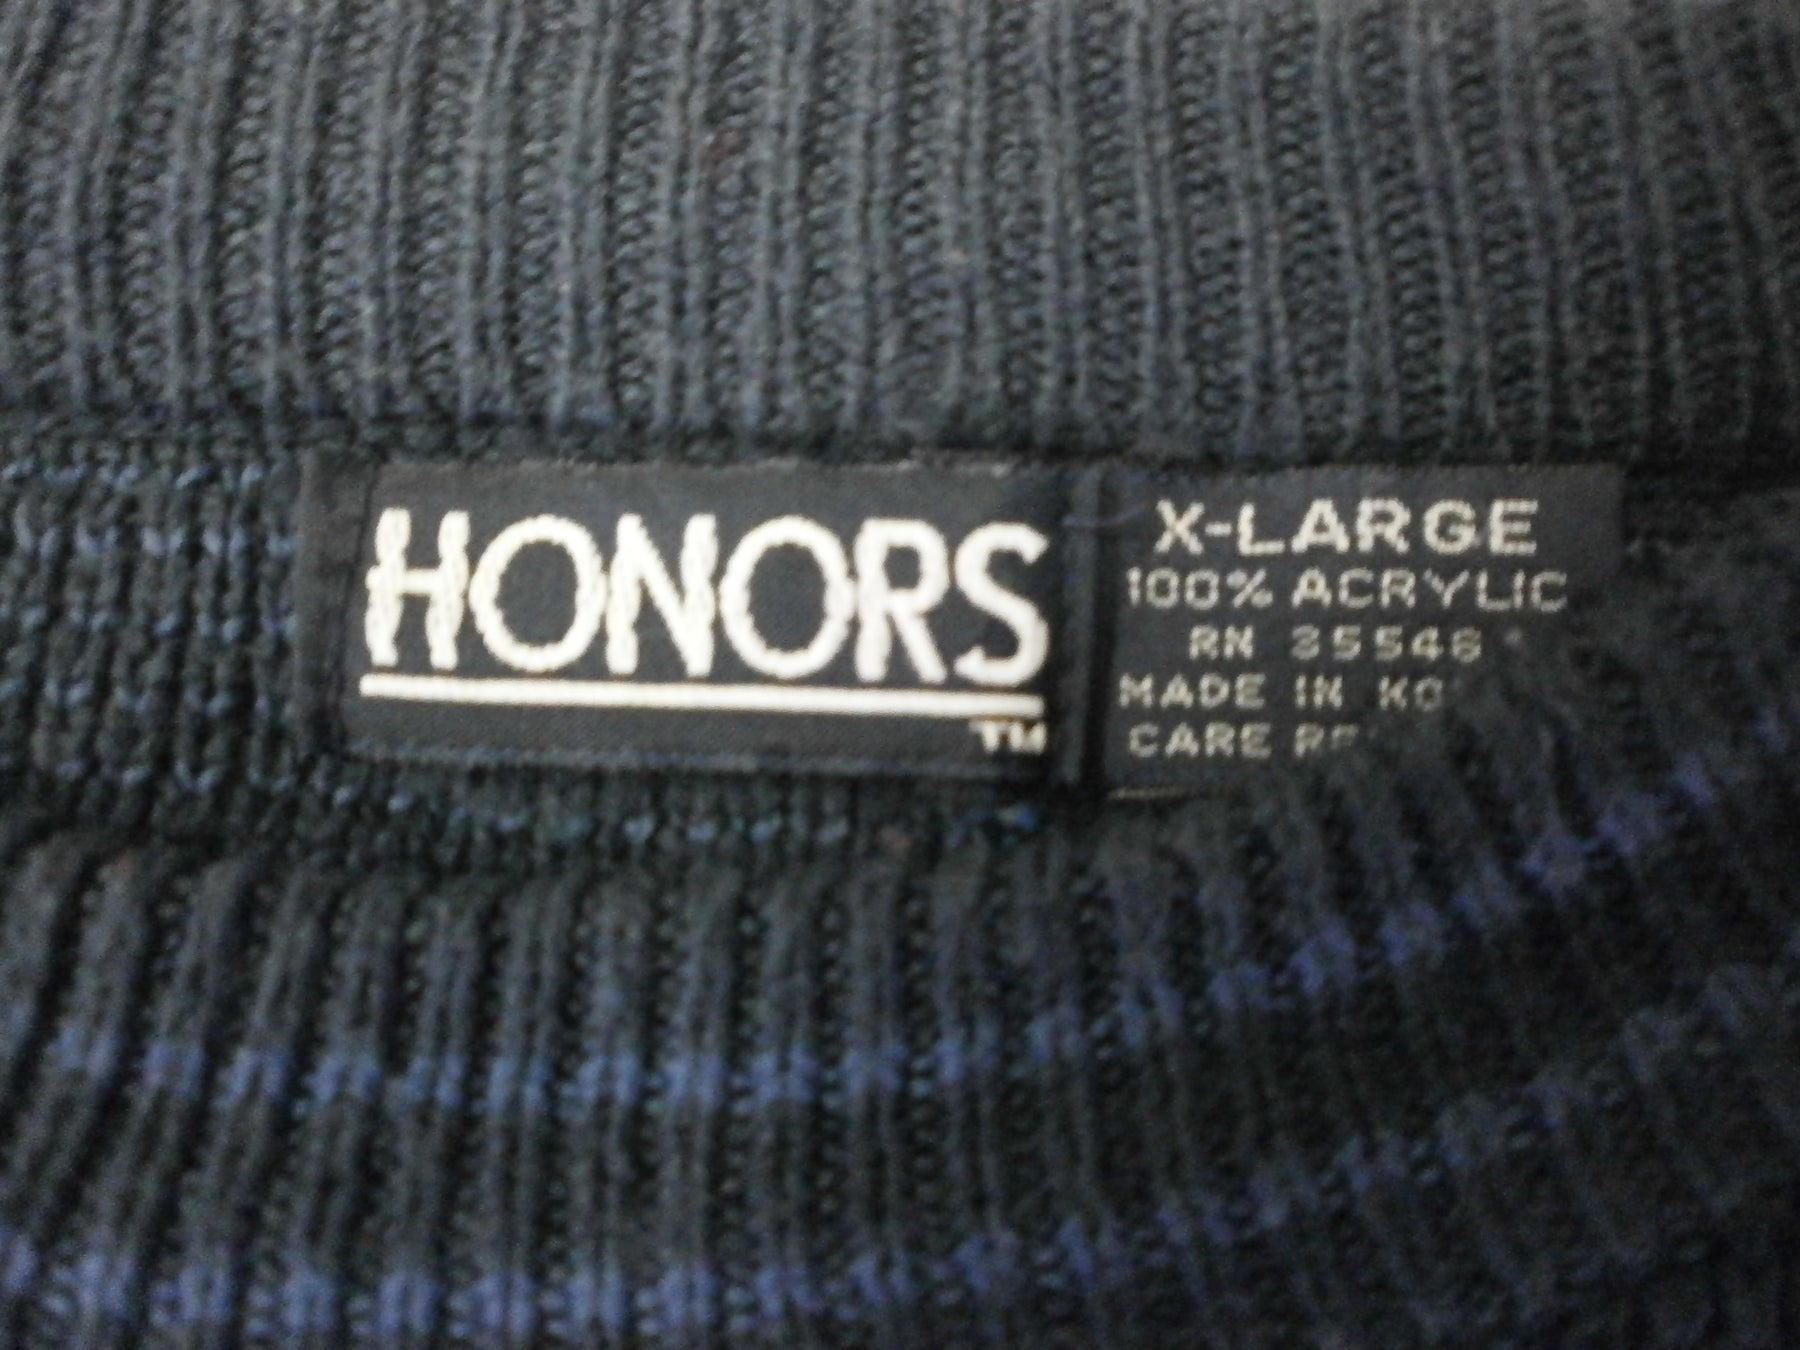 HONORS
TM
X-LARGE
100% ACRYLIC
RN 35546
MADE IN
CARE